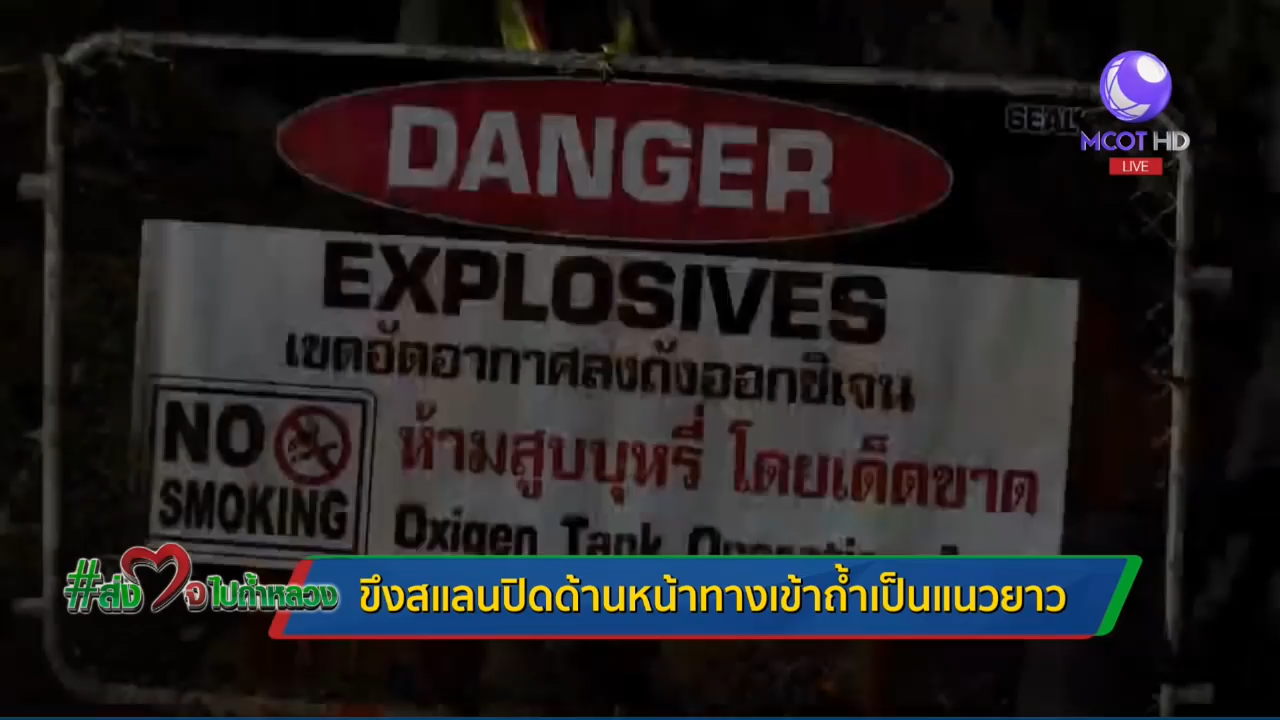 DANGER
MCOT HD
LIVE
EXPLOSIVES
เขตอัดอากาศลงถังออกซิเจน
NO
SMOKING
ห้ามสูบบุหรี่ โดยเด็ดขาด
Oxigen Tank
#ส่งใจไปถ้ำหลวง
ขึงสแลนปิดด้านหน้าทางเข้าถ้ำเป็นแนวยาว